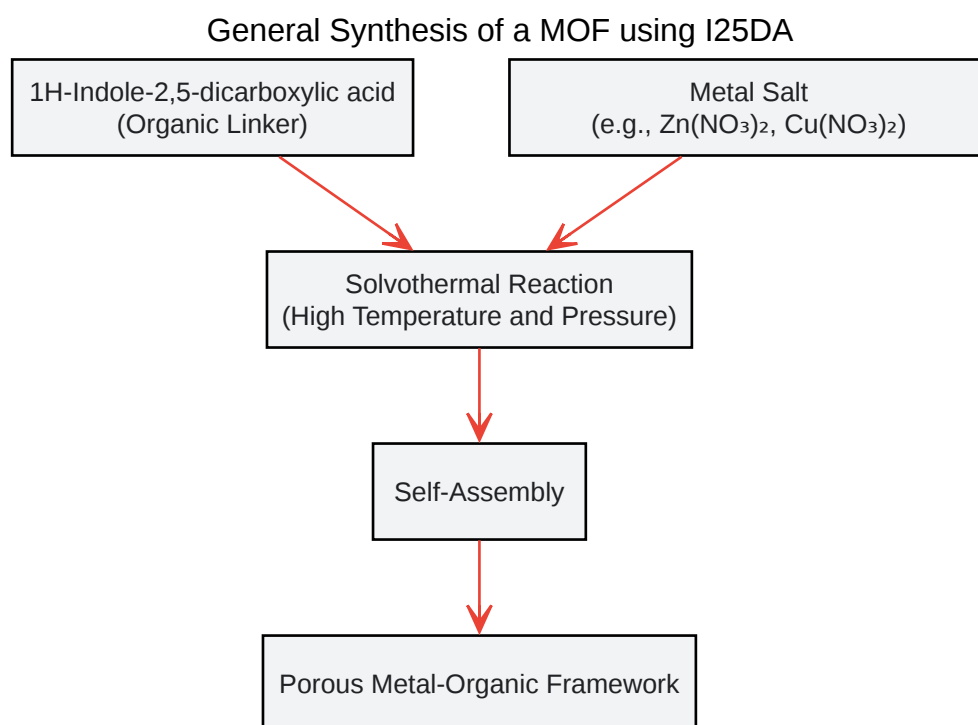 General Synthesis of a MOF using I25DA
1H-Indole-2,5-dicarboxylic acid
(Organic Linker)
Metal Salt
(e.g., Zn(NO₃)₂, Cu(NO₃)₂)
Solvothermal Reaction
(High Temperature and Pressure)
Self-Assembly
Porous Metal-Organic Framework